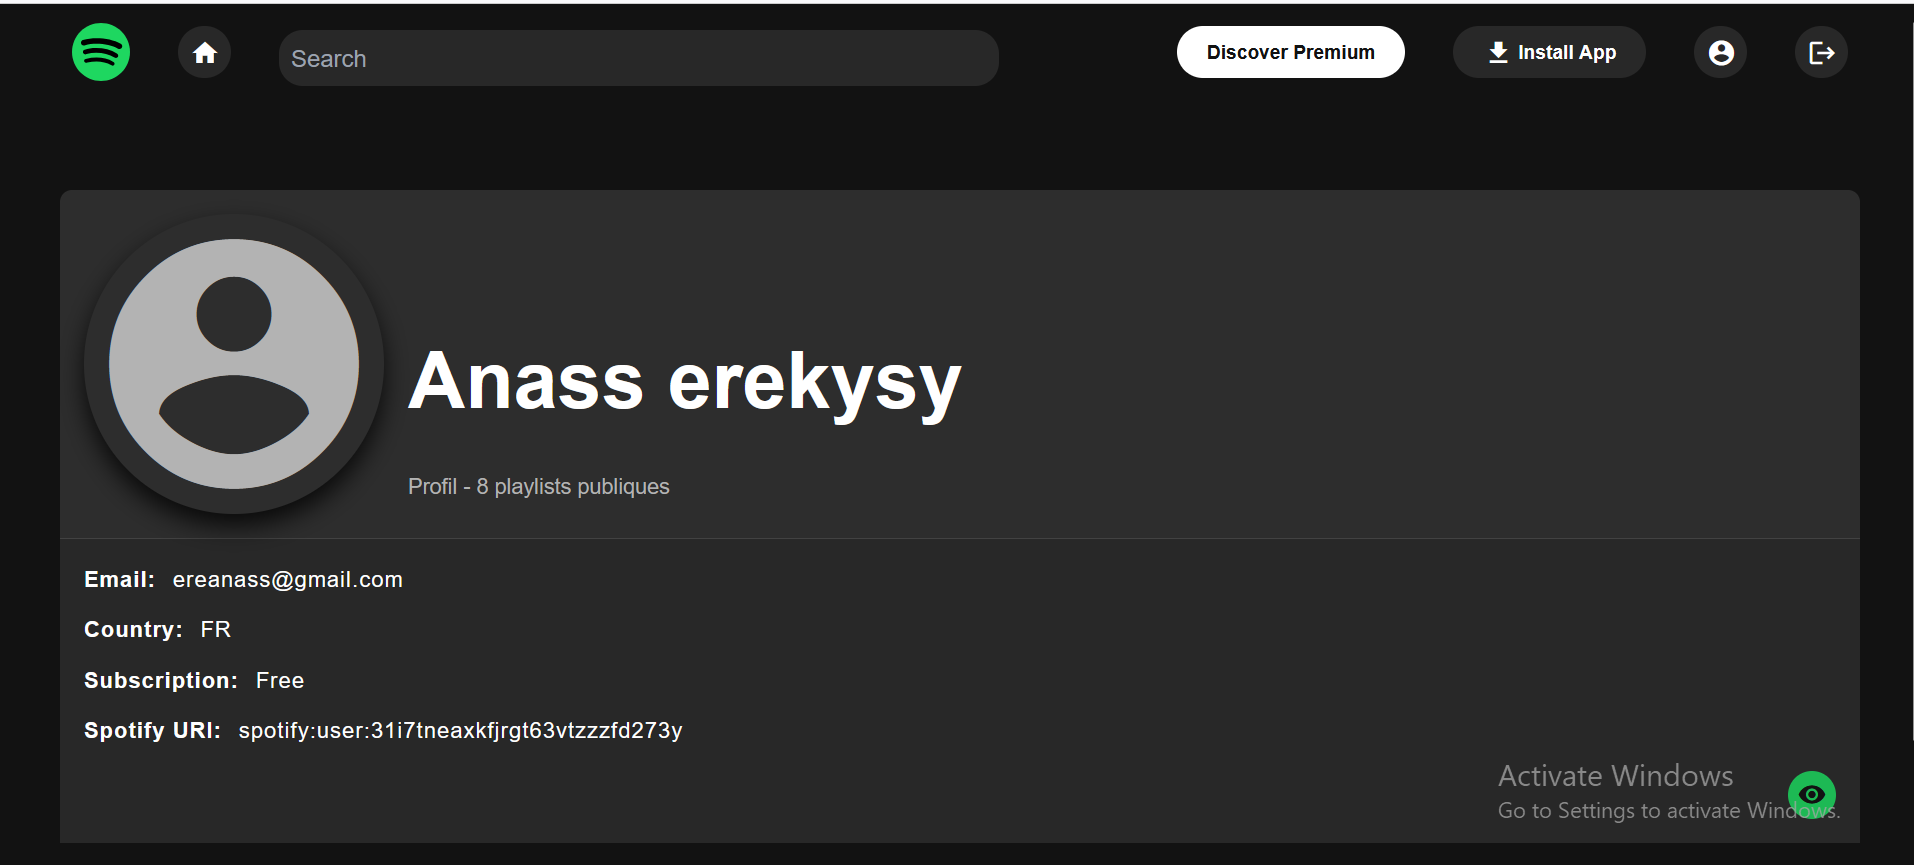 Search
Discover Premium
Install App
Anass erekysy
Profil - 8 playlists publiques
Email: ereanass@gmail.com
Country: FR
Subscription: Free
Spotify URI: spotify:user:31i7tneaxkfjrgt63vtzzzfd273y
Activate Windows
Go to Settings to activate Windows.